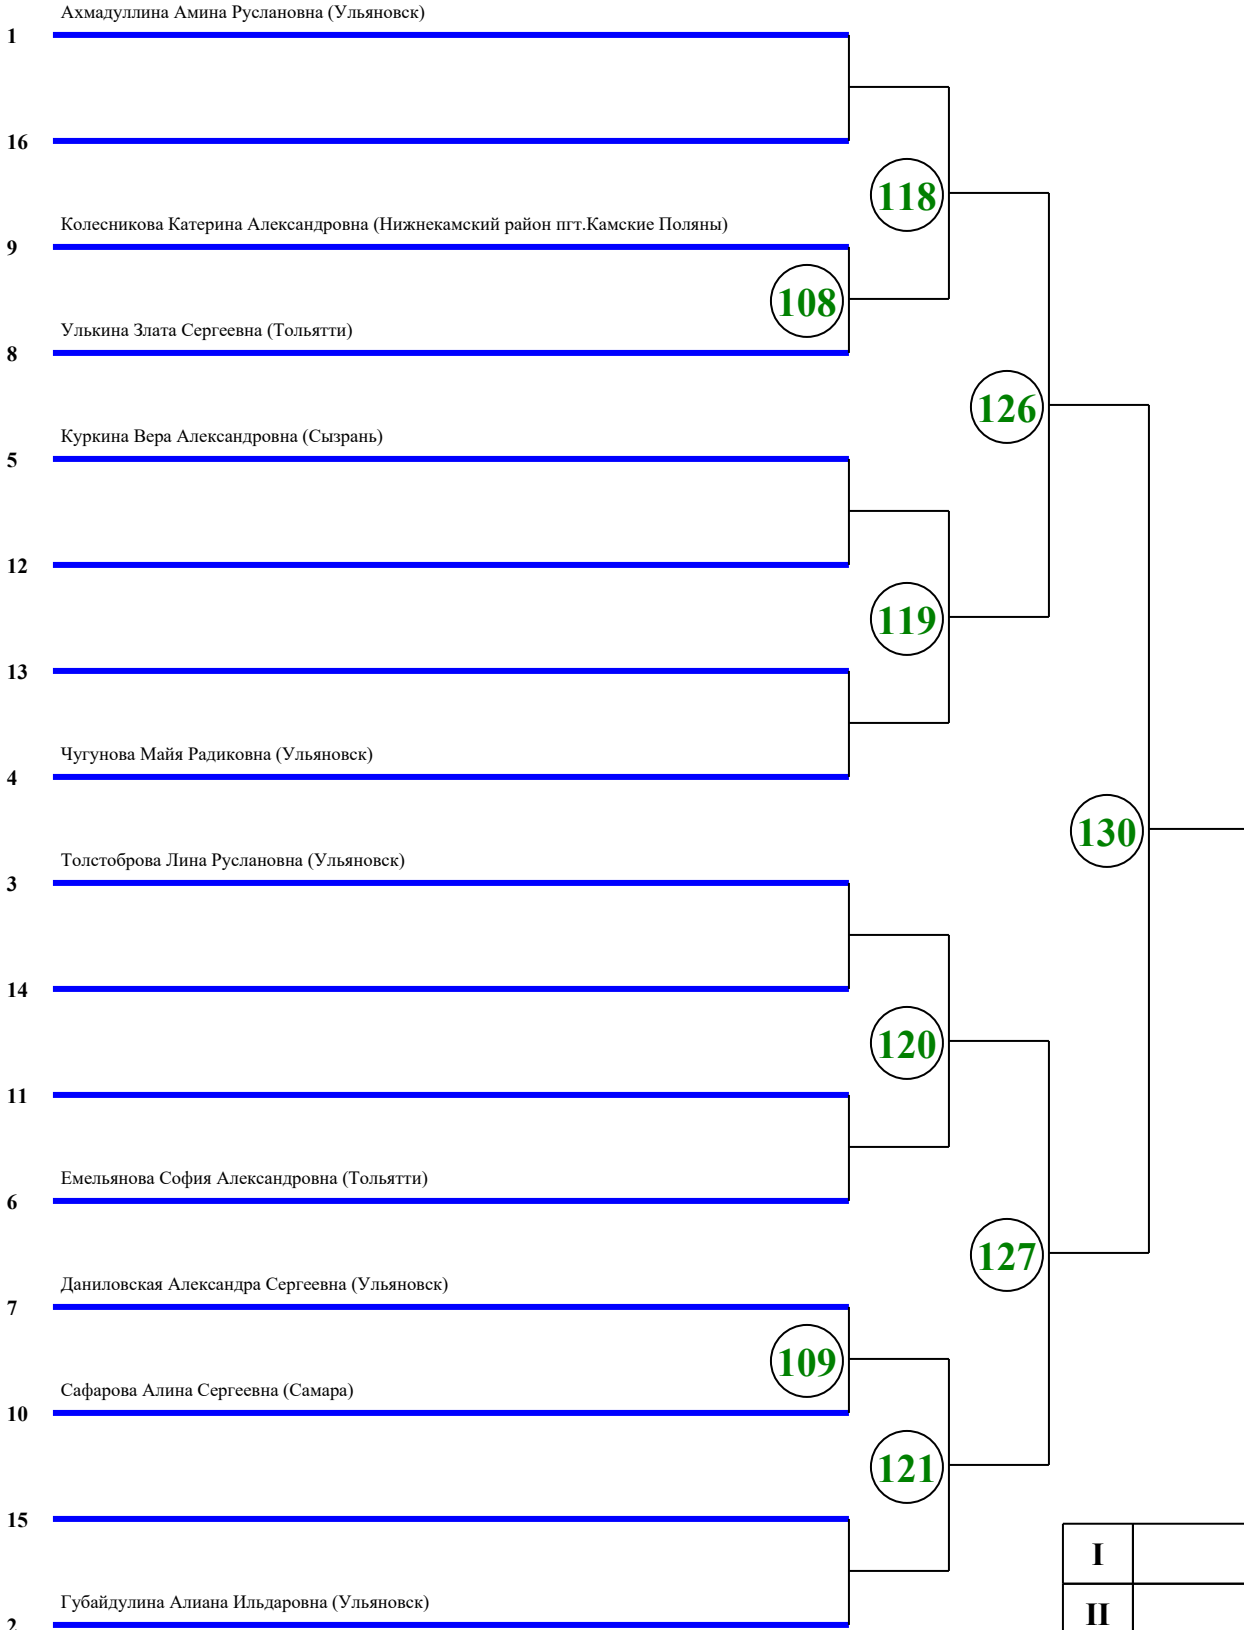 Ахмадуллина Амина Руслановна (Ульяновск)
1
16
118
Колесникова Катерина Александровна (Нижнекамский район пгт.Камские Поляны)
9
108
Улькина Злата Сергеевна (Тольятти)
8
126
Куркина Вера Александровна (Сызрань)
5
12
119
13
Чугунова Майя Радиковна (Ульяновск)
4
130
Толстоброва Лина Руслановна (Ульяновск)
3
14
120
11
Емельянова София Александровна (Тольятти)
6
127
Даниловская Александра Сергеевна (Ульяновск)
7
109
Сафарова Алина Сергеевна (Самара)
10
121
15
I
Губайдулина Алиана Ильдаровна (Ульяновск)
II
2